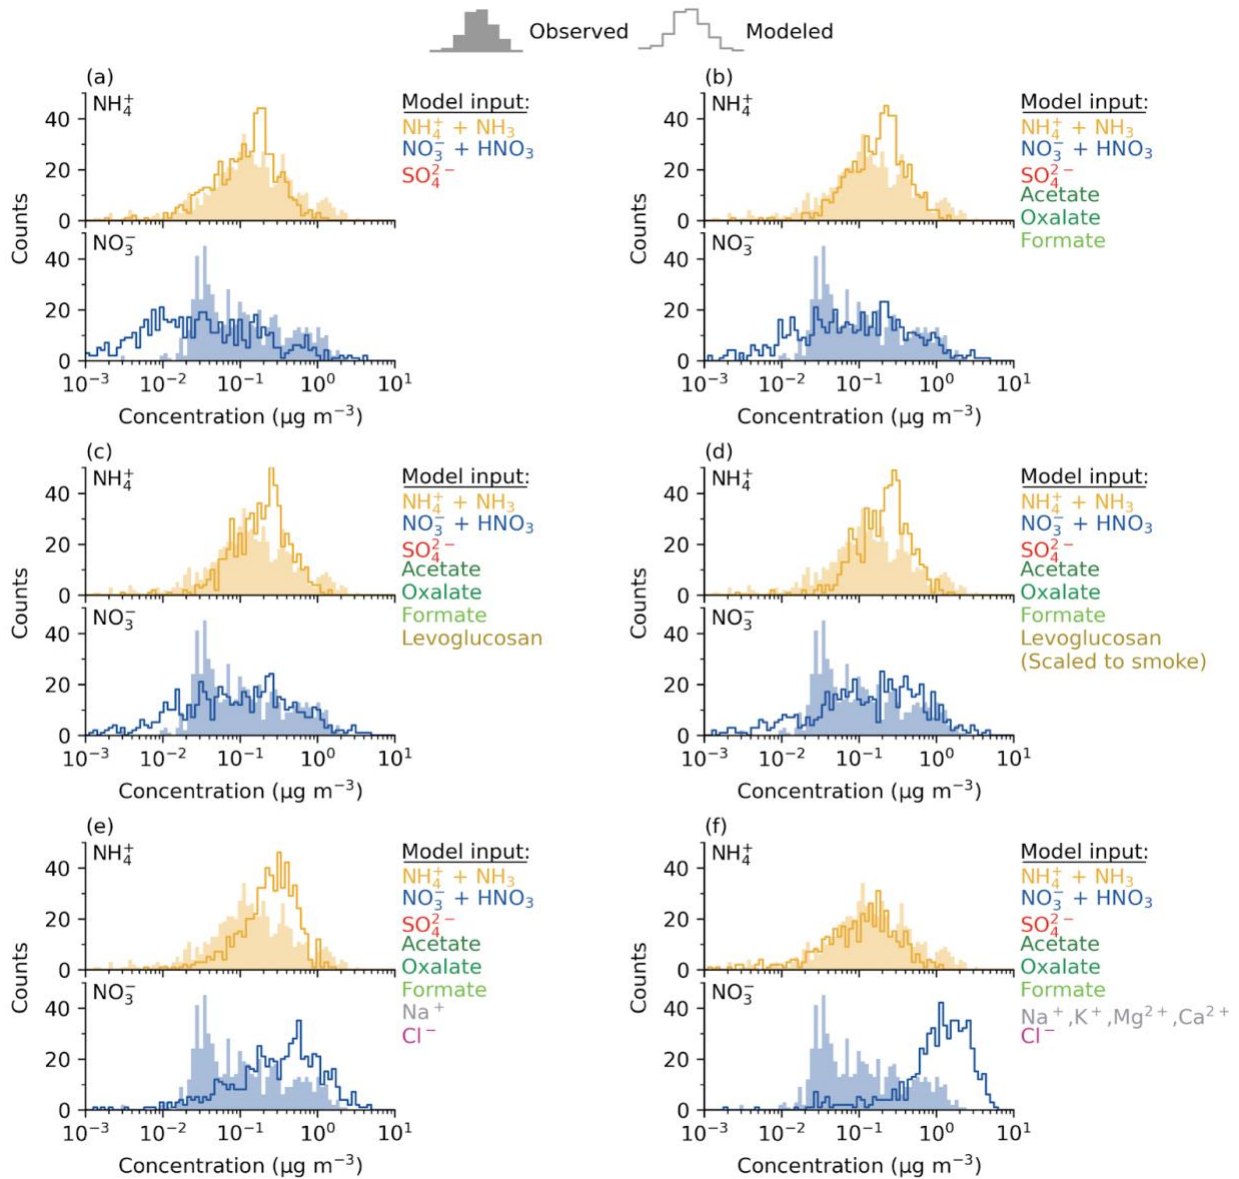 Observed Modeled
(a)
NH₄⁺
Model input:
NH₄⁺ + NH₃
NO₃⁻ + HNO₃
SO₄²⁻
40
20
0
Counts
NO₃⁻
40
20
0
10⁻³ 10⁻² 10⁻¹ 10⁰ 10¹
Concentration (μg m⁻³)
(b)
NH₄⁺
Model input:
NH₄⁺ + NH₃
NO₃⁻ + HNO₃
SO₄²⁻
Acetate
Oxalate
Formate
40
20
0
Counts
NO₃⁻
40
20
0
10⁻³ 10⁻² 10⁻¹ 10⁰ 10¹
Concentration (μg m⁻³)
(c)
NH₄⁺
Model input:
NH₄⁺ + NH₃
NO₃⁻ + HNO₃
SO₄²⁻
Acetate
Oxalate
Formate
Levoglucosan
40
20
0
Counts
NO₃⁻
40
20
0
10⁻³ 10⁻² 10⁻¹ 10⁰ 10¹
Concentration (μg m⁻³)
(d)
NH₄⁺
Model input:
NH₄⁺ + NH₃
NO₃⁻ + HNO₃
SO₄²⁻
Acetate
Oxalate
Formate
Levoglucosan
(Scaled to smoke)
40
20
0
Counts
NO₃⁻
40
20
0
10⁻³ 10⁻² 10⁻¹ 10⁰ 10¹
Concentration (μg m⁻³)
(e)
NH₄⁺
Model input:
NH₄⁺ + NH₃
NO₃⁻ + HNO₃
SO₄²⁻
Acetate
Oxalate
Formate
Na⁺
Cl⁻
40
20
0
Counts
NO₃⁻
40
20
0
10⁻³ 10⁻² 10⁻¹ 10⁰ 10¹
Concentration (μg m⁻³)
(f)
NH₄⁺
Model input:
NH₄⁺ + NH₃
NO₃⁻ + HNO₃
SO₄²⁻
Acetate
Oxalate
Formate
Na⁺,K⁺,Mg²⁺,Ca²⁺
Cl⁻
40
20
0
Counts
NO₃⁻
40
20
0
10⁻³ 10⁻² 10⁻¹ 10⁰ 10¹
Concentration (μg m⁻³)